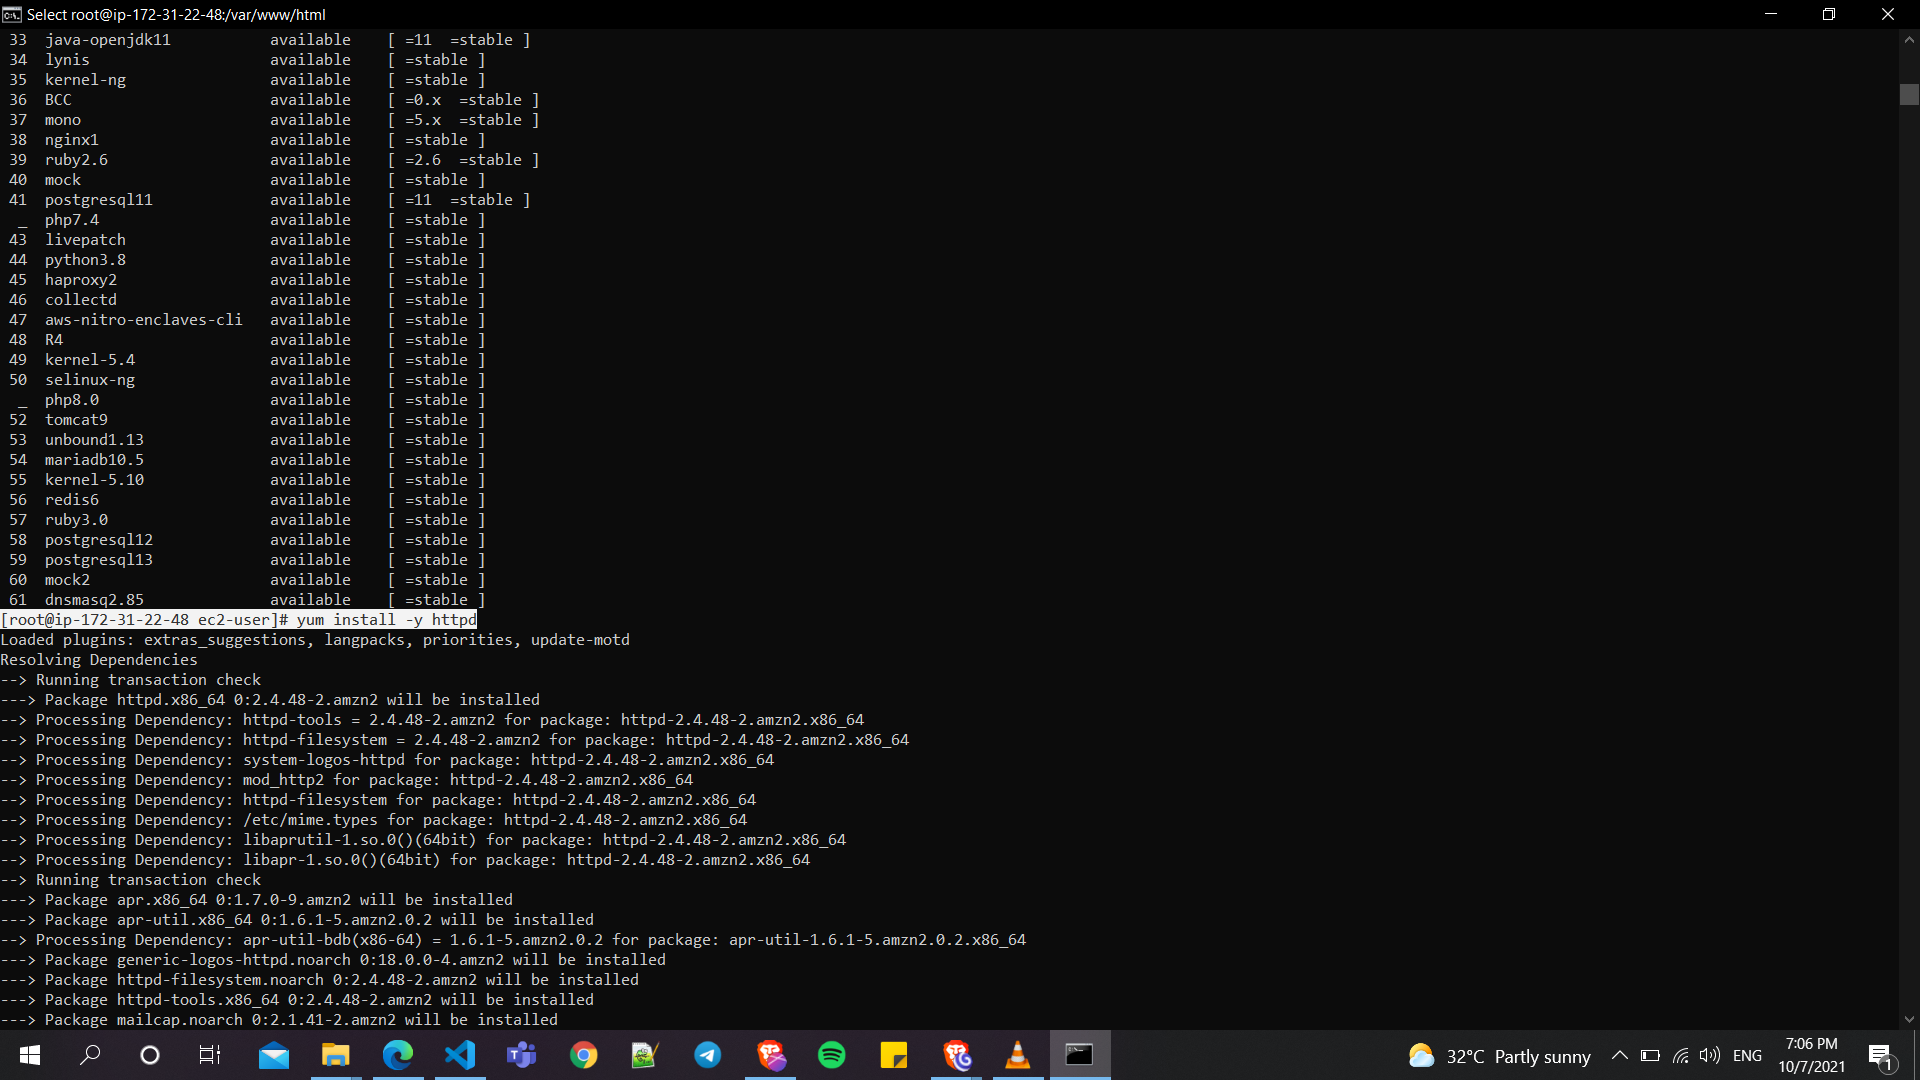 Select root@ip-172-31-22-48:/var/www/html
33 java-openjdk11 available [ =11 =stable ]
34 lynis available [ =stable ]
35 kernel-ng available [ =stable ]
36 BCC available [ =0.x =stable ]
37 mono available [ =5.x =stable ]
38 nginx1 available [ =stable ]
39 ruby2.6 available [ =2.6 =stable ]
40 mock available [ =stable ]
41 postgresql11 available [ =11 =stable ]
_ php7.4 available [ =stable ]
43 livepatch available [ =stable ]
44 python3.8 available [ =stable ]
45 haproxy2 available [ =stable ]
46 collectd available [ =stable ]
47 aws-nitro-enclaves-cli available [ =stable ]
48 R4 available [ =stable ]
49 kernel-5.4 available [ =stable ]
50 selinux-ng available [ =stable ]
_ php8.0 available [ =stable ]
52 tomcat9 available [ =stable ]
53 unbound1.13 available [ =stable ]
54 mariadb10.5 available [ =stable ]
55 kernel-5.10 available [ =stable ]
56 redis6 available [ =stable ]
57 ruby3.0 available [ =stable ]
58 postgresql12 available [ =stable ]
59 postgresql13 available [ =stable ]
60 mock2 available [ =stable ]
61 dnsmasq2.85 available [ =stable ]
[root@ip-172-31-22-48 ec2-user]# yum install -y httpd
Loaded plugins: extras_suggestions, langpacks, priorities, update-motd
Resolving Dependencies
--> Running transaction check
---> Package httpd.x86_64 0:2.4.48-2.amzn2 will be installed
--> Processing Dependency: httpd-tools = 2.4.48-2.amzn2 for package: httpd-2.4.48-2.amzn2.x86_64
--> Processing Dependency: httpd-filesystem = 2.4.48-2.amzn2 for package: httpd-2.4.48-2.amzn2.x86_64
--> Processing Dependency: system-logos-httpd for package: httpd-2.4.48-2.amzn2.x86_64
--> Processing Dependency: mod_http2 for package: httpd-2.4.48-2.amzn2.x86_64
--> Processing Dependency: httpd-filesystem for package: httpd-2.4.48-2.amzn2.x86_64
--> Processing Dependency: /etc/mime.types for package: httpd-2.4.48-2.amzn2.x86_64
--> Processing Dependency: libaprutil-1.so.0()(64bit) for package: httpd-2.4.48-2.amzn2.x86_64
--> Processing Dependency: libapr-1.so.0()(64bit) for package: httpd-2.4.48-2.amzn2.x86_64
--> Running transaction check
---> Package apr.x86_64 0:1.7.0-9.amzn2 will be installed
---> Package apr-util.x86_64 0:1.6.1-5.amzn2.0.2 will be installed
--> Processing Dependency: apr-util-bdb(x86-64) = 1.6.1-5.amzn2.0.2 for package: apr-util-1.6.1-5.amzn2.0.2.x86_64
---> Package generic-logos-httpd.noarch 0:18.0.0-4.amzn2 will be installed
---> Package httpd-filesystem.noarch 0:2.4.48-2.amzn2 will be installed
---> Package httpd-tools.x86_64 0:2.4.48-2.amzn2 will be installed
---> Package mailcap.noarch 0:2.1.41-2.amzn2 will be installed
32°C Partly sunny
ENG
7:06 PM
10/7/2021
1